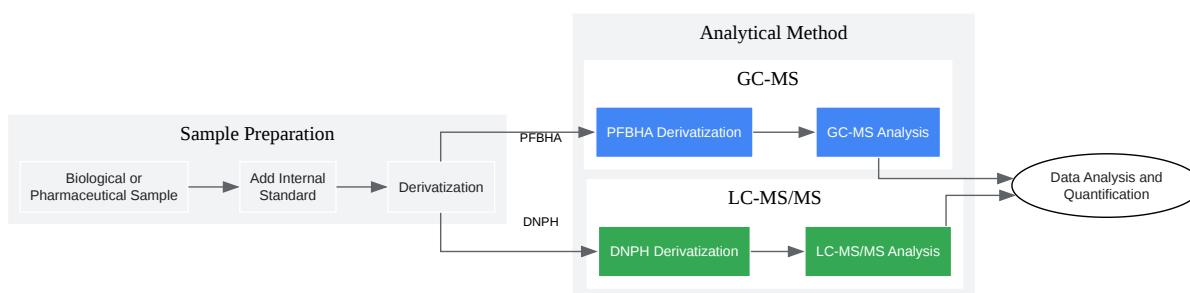 Analytical Method
GC-MS
PFBHA
PFBHA Derivatization
GC-MS Analysis
Sample Preparation
Biological or
Pharmaceutical Sample
Add Internal
Standard
Derivatization
Data Analysis and
Quantification
LC-MS/MS
DNPH
DNPH Derivatization
LC-MS/MS Analysis